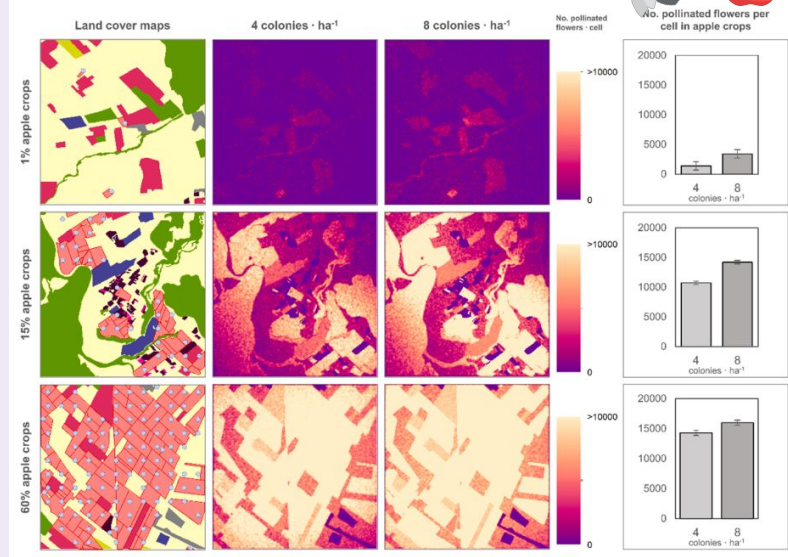 Land cover maps
4 colonies · ha⁻¹
8 colonies · ha⁻¹
No. pollinated
flowers · cell
No. pollinated flowers per
cell in apple crops
1% apple crops
>10000
0
20000
15000
10000
5000
0
4
8
colonies · ha⁻¹
15% apple crops
>10000
0
20000
15000
10000
5000
0
4
8
colonies · ha⁻¹
60% apple crops
>10000
0
20000
15000
10000
5000
0
4
8
colonies · ha⁻¹